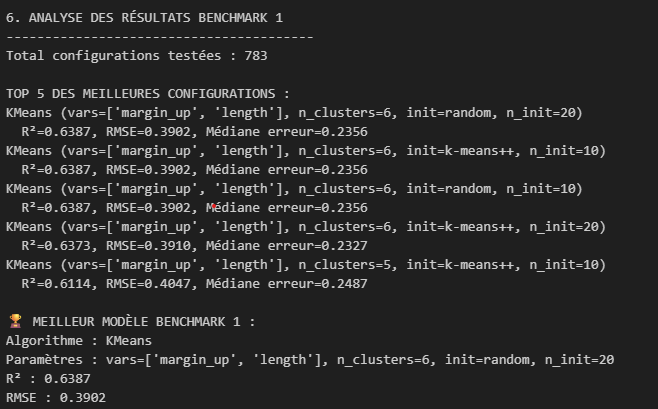 6. ANALYSE DES RÉSULTATS BENCHMARK 1
----------------------------------------
Total configurations testées : 783
TOP 5 DES MEILLEURES CONFIGURATIONS :
KMeans (vars=['margin_up', 'length'], n_clusters=6, init=random, n_init=20)
R²=0.6387, RMSE=0.3902, Médiane erreur=0.2356
KMeans (vars=['margin_up', 'length'], n_clusters=6, init=k-means++, n_init=10)
R²=0.6387, RMSE=0.3902, Médiane erreur=0.2356
KMeans (vars=['margin_up', 'length'], n_clusters=6, init=random, n_init=10)
R²=0.6387, RMSE=0.3902, Médiane erreur=0.2356
KMeans (vars=['margin_up', 'length'], n_clusters=6, init=k-means++, n_init=20)
R²=0.6373, RMSE=0.3910, Médiane erreur=0.2327
KMeans (vars=['margin_up', 'length'], n_clusters=5, init=k-means++, n_init=10)
R²=0.6114, RMSE=0.4047, Médiane erreur=0.2487
🏆 MEILLEUR MODÈLE BENCHMARK 1 :
Algorithme : KMeans
Paramètres : vars=['margin_up', 'length'], n_clusters=6, init=random, n_init=20
R² : 0.6387
RMSE : 0.3902